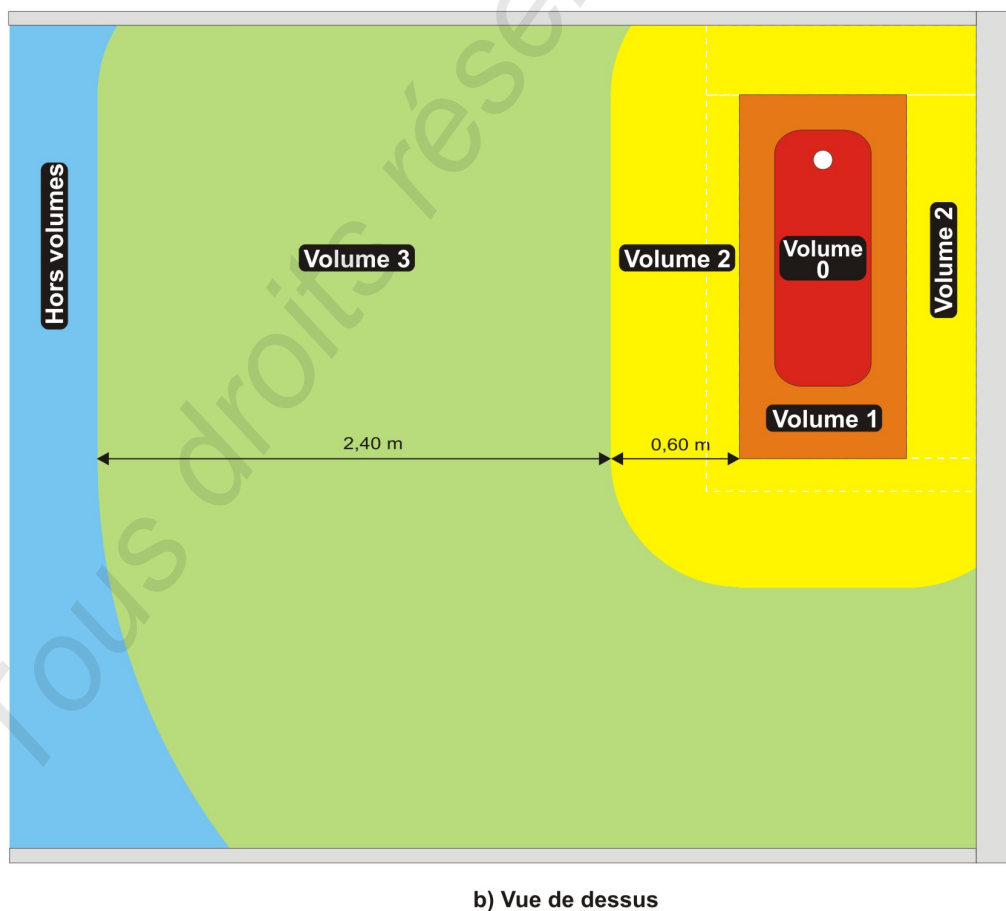 Hors volumes
Volume 3
Volume 2
Volume
0
Volume 2
Volume 1
2,40 m
0,60 m
Tous droits rése
b) Vue de dessus